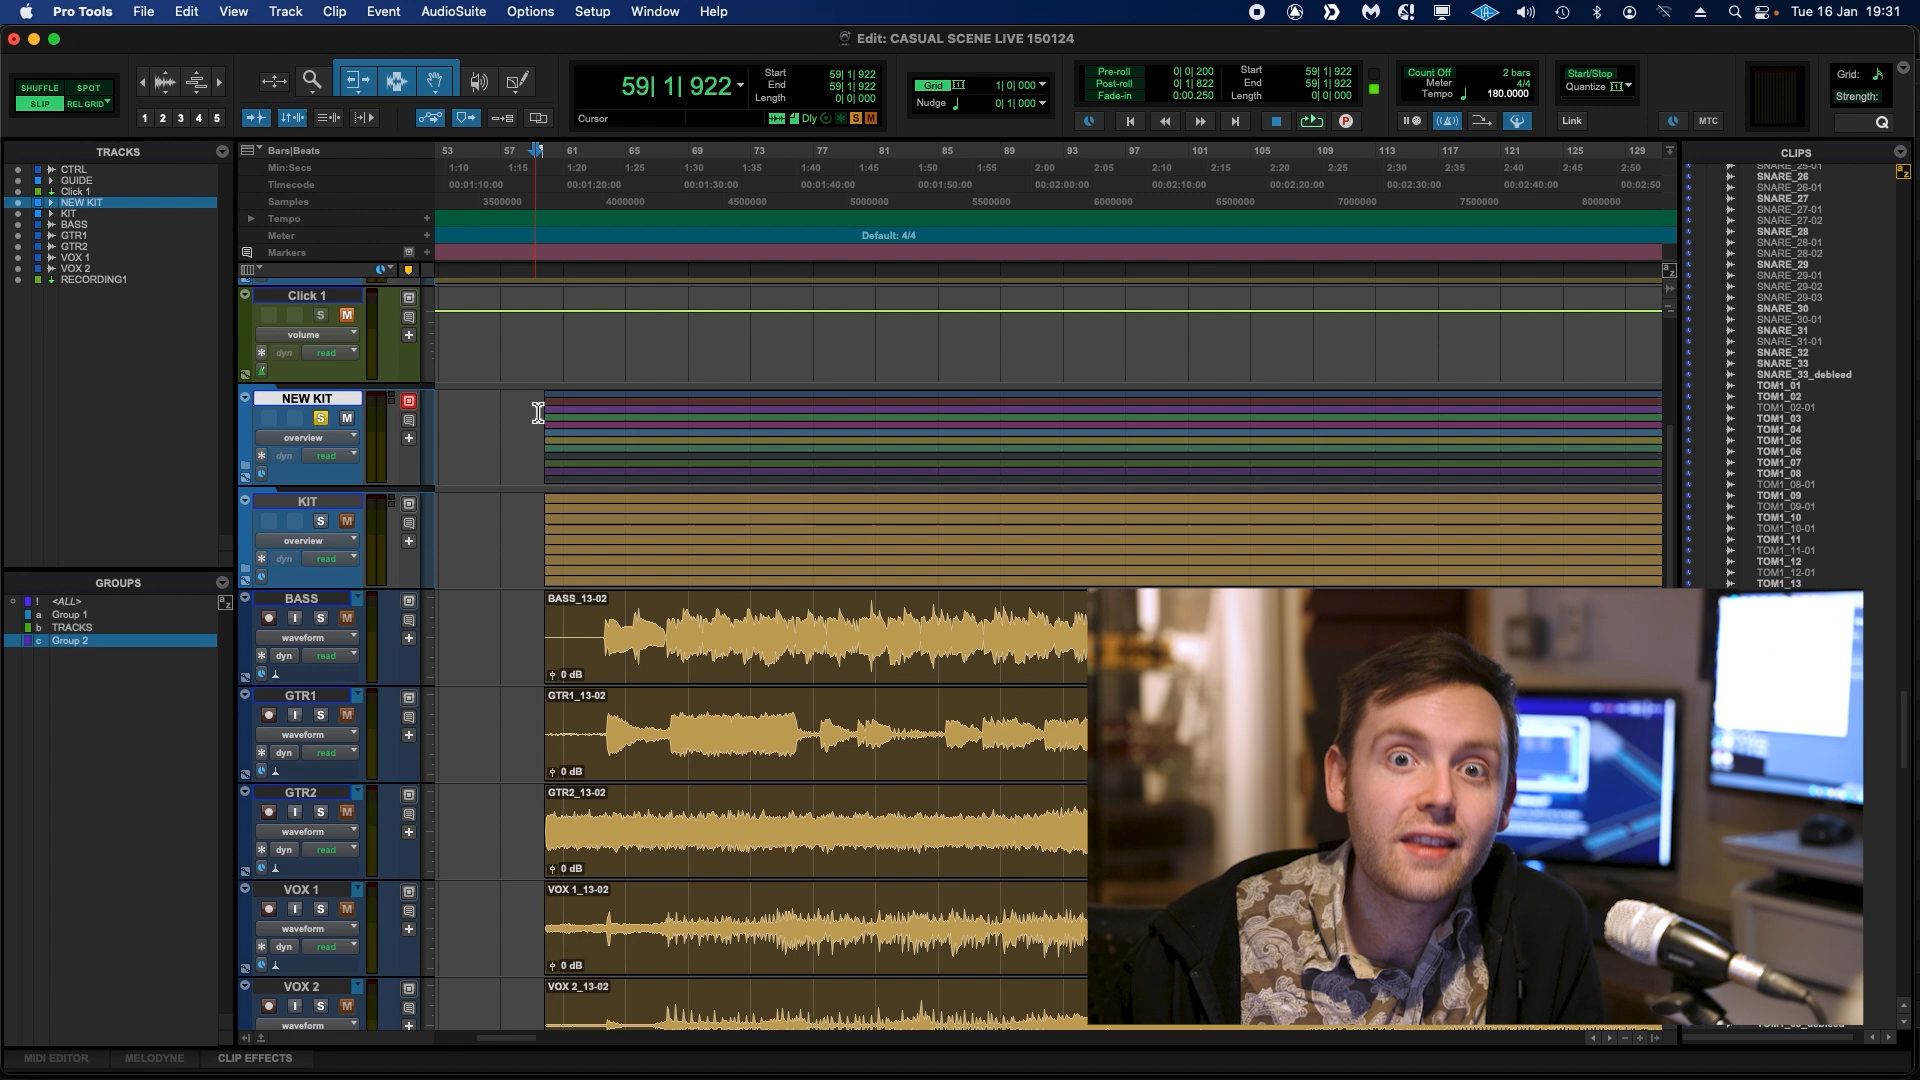 Pro Tools File Edit View Track Clip Event AudioSuite Options Setup Window Help Tue 16 Jan 19:31
Edit: CASUAL SCENE LIVE 150124
SHUFFLE SPOT
SLIP REL GRID
1 2 3 4 5
59| 1| 922
Start 59| 1| 922
End 59| 1| 922
Length 0| 0| 000
Cursor
Dly S M
Grid 1| 0| 000
Nudge 0| 1| 000
Pre-roll 0| 0| 200
Post-roll 0| 1| 822
Fade-in 0:00.250
Start 59| 1| 922
End 59| 1| 922
Length 0| 0| 000
Count Off 2 bars
Meter 4/4
Tempo 180.0000
Start/Stop
Quantize
Link MTC
Grid:
Strength:
Q
TRACKS
CTRL
GUIDE
Click 1
NEW KIT
KIT
BASS
GTR1
GTR2
VOX 1
VOX 2
RECORDING1
GROUPS
! <ALL>
a Group 1
b TRACKS
c Group 2
Bars|Beats 53 57 61 65 69 73 77 81 85 89 93 97 101 105 109 113 117 121 125 129
Min:Secs 1:10 1:15 1:20 1:25 1:30 1:35 1:40 1:45 1:50 1:55 2:00 2:05 2:10 2:15 2:20 2:25 2:30 2:35 2:40 2:45 2:50
Timecode 00:01:10:00 00:01:20:00 00:01:30:00 00:01:40:00 00:01:50:00 00:02:00:00 00:02:10:00 00:02:20:00 00:02:30:00 00:02:40:00 00:02:50
Samples 3500000 4000000 4500000 5000000 5500000 6000000 6500000 7000000 7500000 8000000
Tempo
Meter Default: 4/4
Markers
Click 1
S M
volume
dyn read
NEW KIT
S M
overview
dyn read
KIT
S M
overview
dyn read
BASS
I S M
waveform
dyn read
BASS_13-02
0 dB
GTR1
I S M
waveform
dyn read
GTR1_13-02
0 dB
GTR2
I S M
waveform
dyn read
GTR2_13-02
0 dB
VOX 1
I S M
waveform
dyn read
VOX 1_13-02
0 dB
VOX 2
I S M
waveform
VOX 2_13-02
CLIPS
SNARE_25-01
SNARE_26
SNARE_26-01
SNARE_27
SNARE_27-01
SNARE_27-02
SNARE_28
SNARE_28-01
SNARE_28-02
SNARE_29
SNARE_29-01
SNARE_29-02
SNARE_29-03
SNARE_30
SNARE_30-01
SNARE_31
SNARE_31-01
SNARE_32
SNARE_33
SNARE_33_debleed
TOM1_01
TOM1_02
TOM1_02-01
TOM1_03
TOM1_04
TOM1_05
TOM1_06
TOM1_07
TOM1_08
TOM1_08-01
TOM1_09
TOM1_09-01
TOM1_10
TOM1_10-01
TOM1_11
TOM1_11-01
TOM1_12
TOM1_12-01
TOM1_13
MIDI EDITOR MELODYNE CLIP EFFECTS